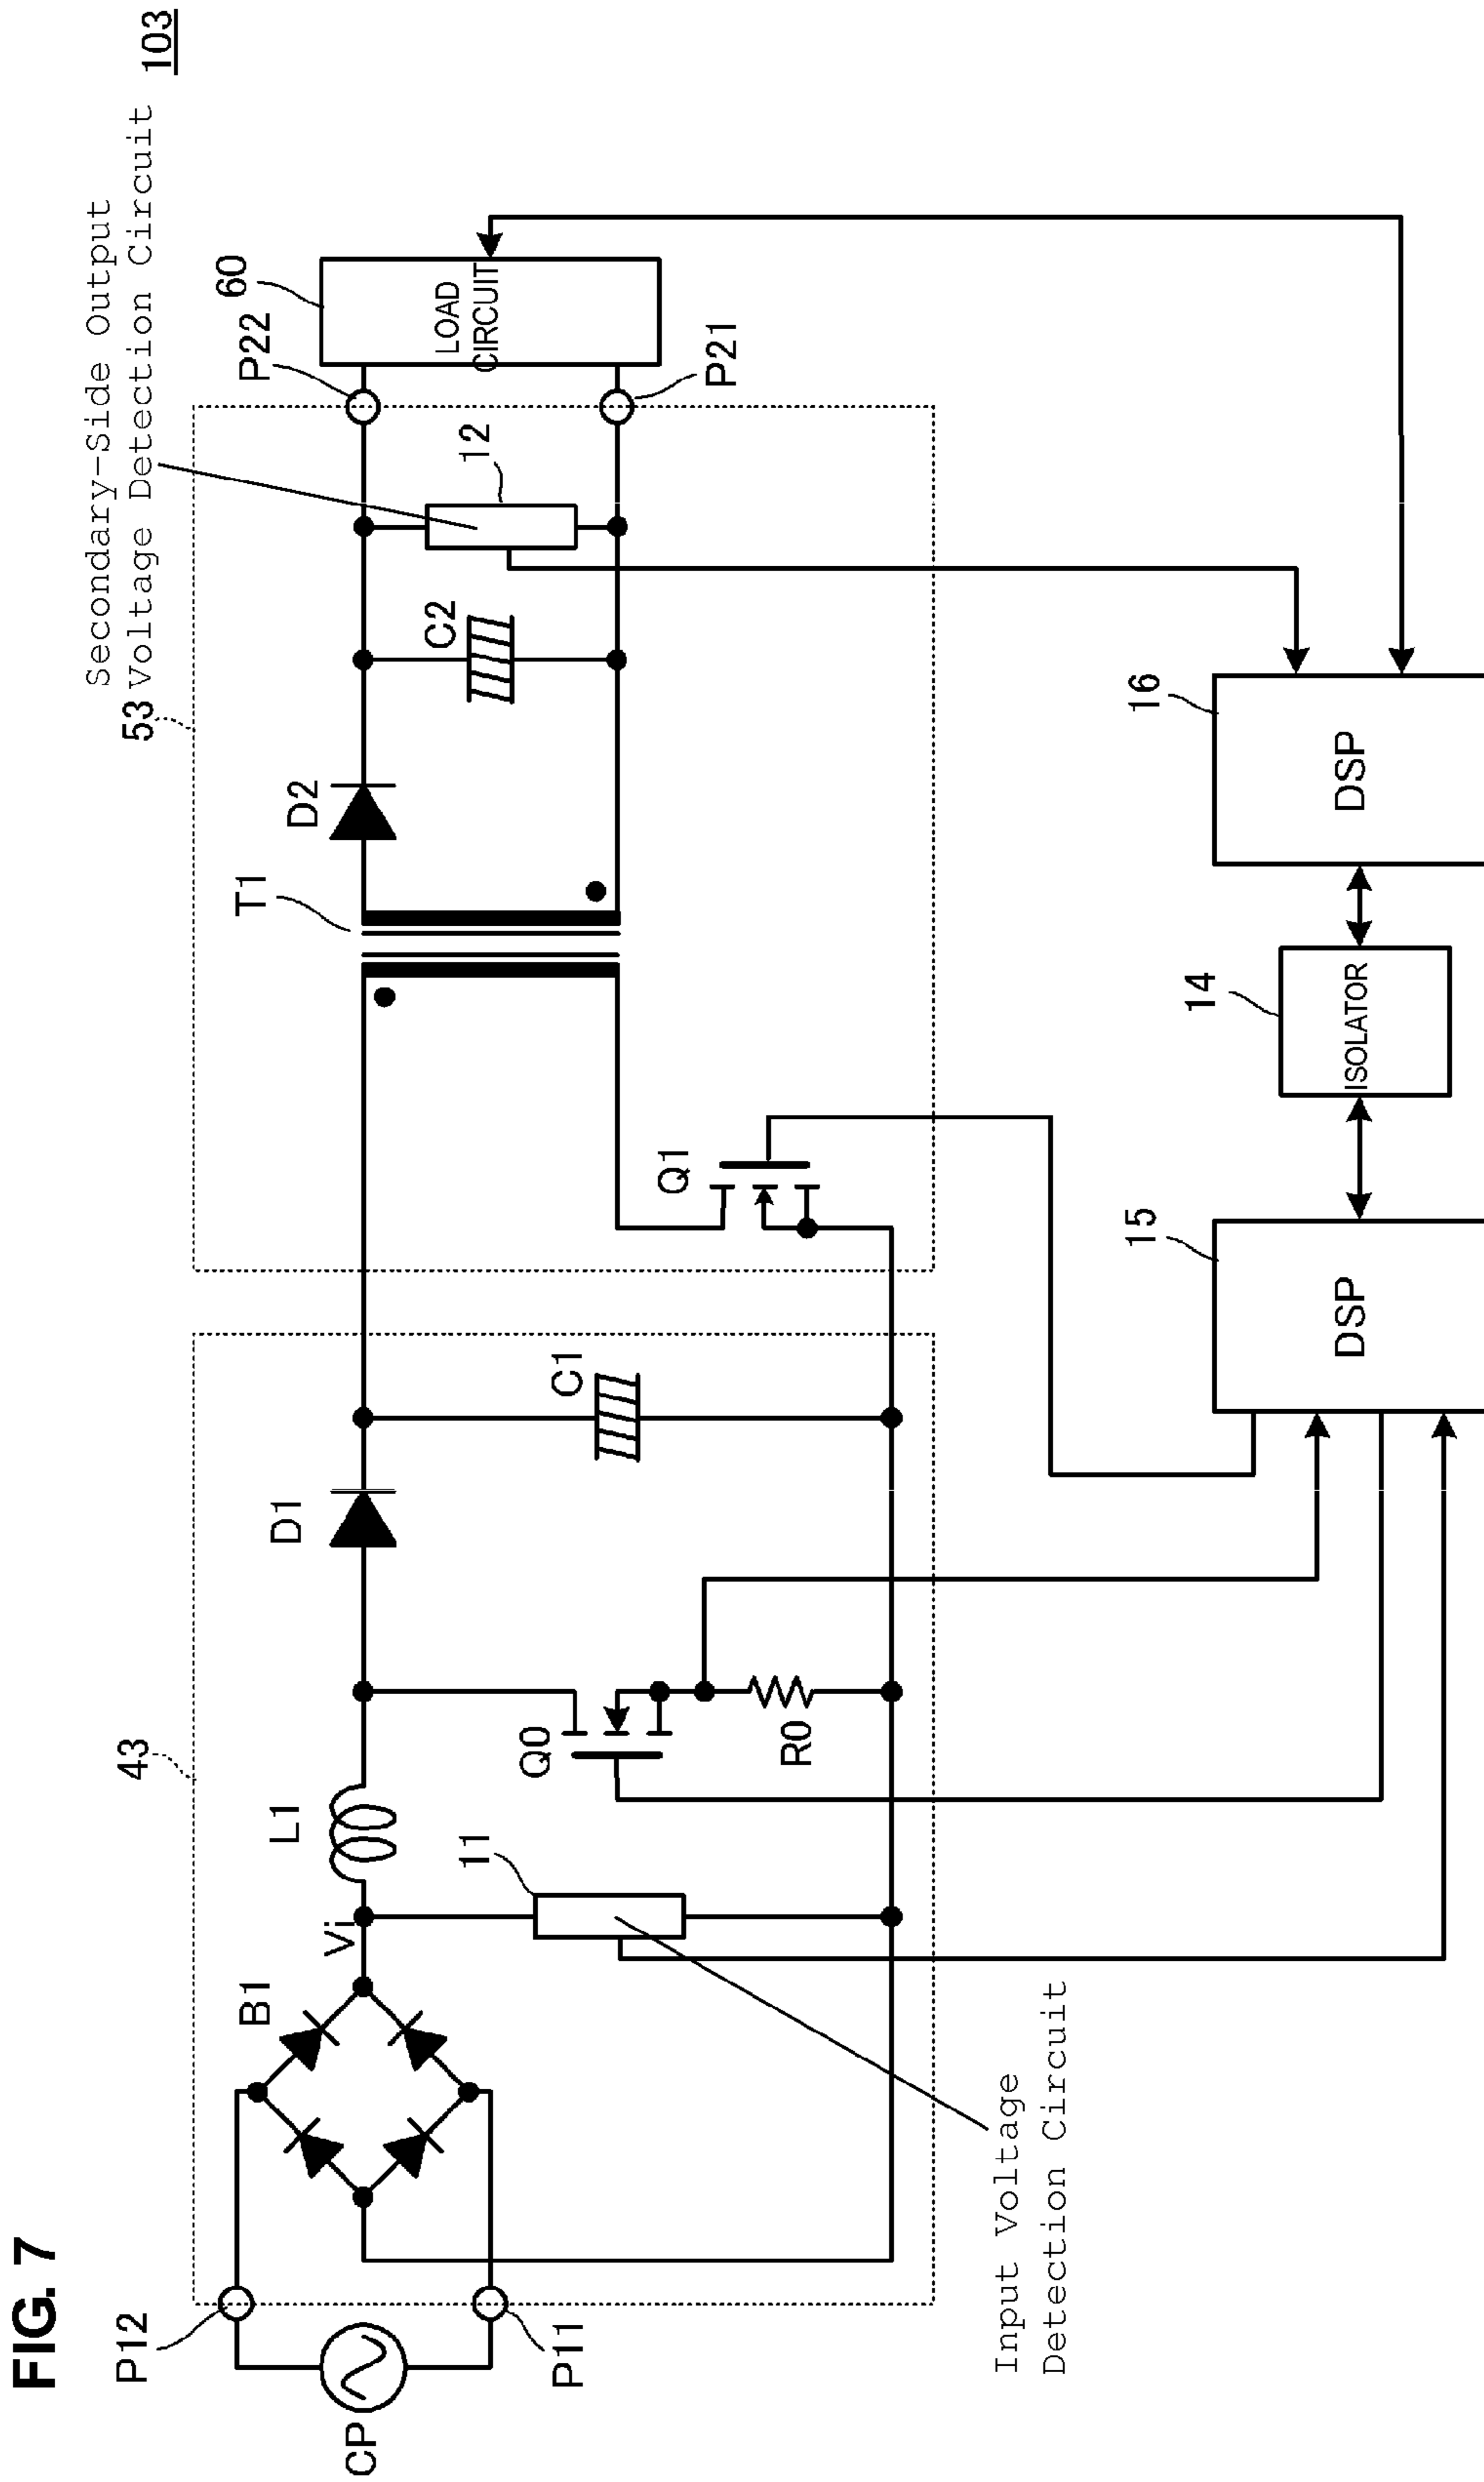 FIG. 7
103
Secondary-Side Output
Voltage Detection Circuit
53
43
60
P22
P12
T1
D2
D1
B1
L1
Vi
CP
LOAD
CIRCUIT
C2
12
11
C1
Q0
P11
Q1
P21
R0
Input Voltage
Detection Circuit
15
14
16
DSP
ISOLATOR
DSP